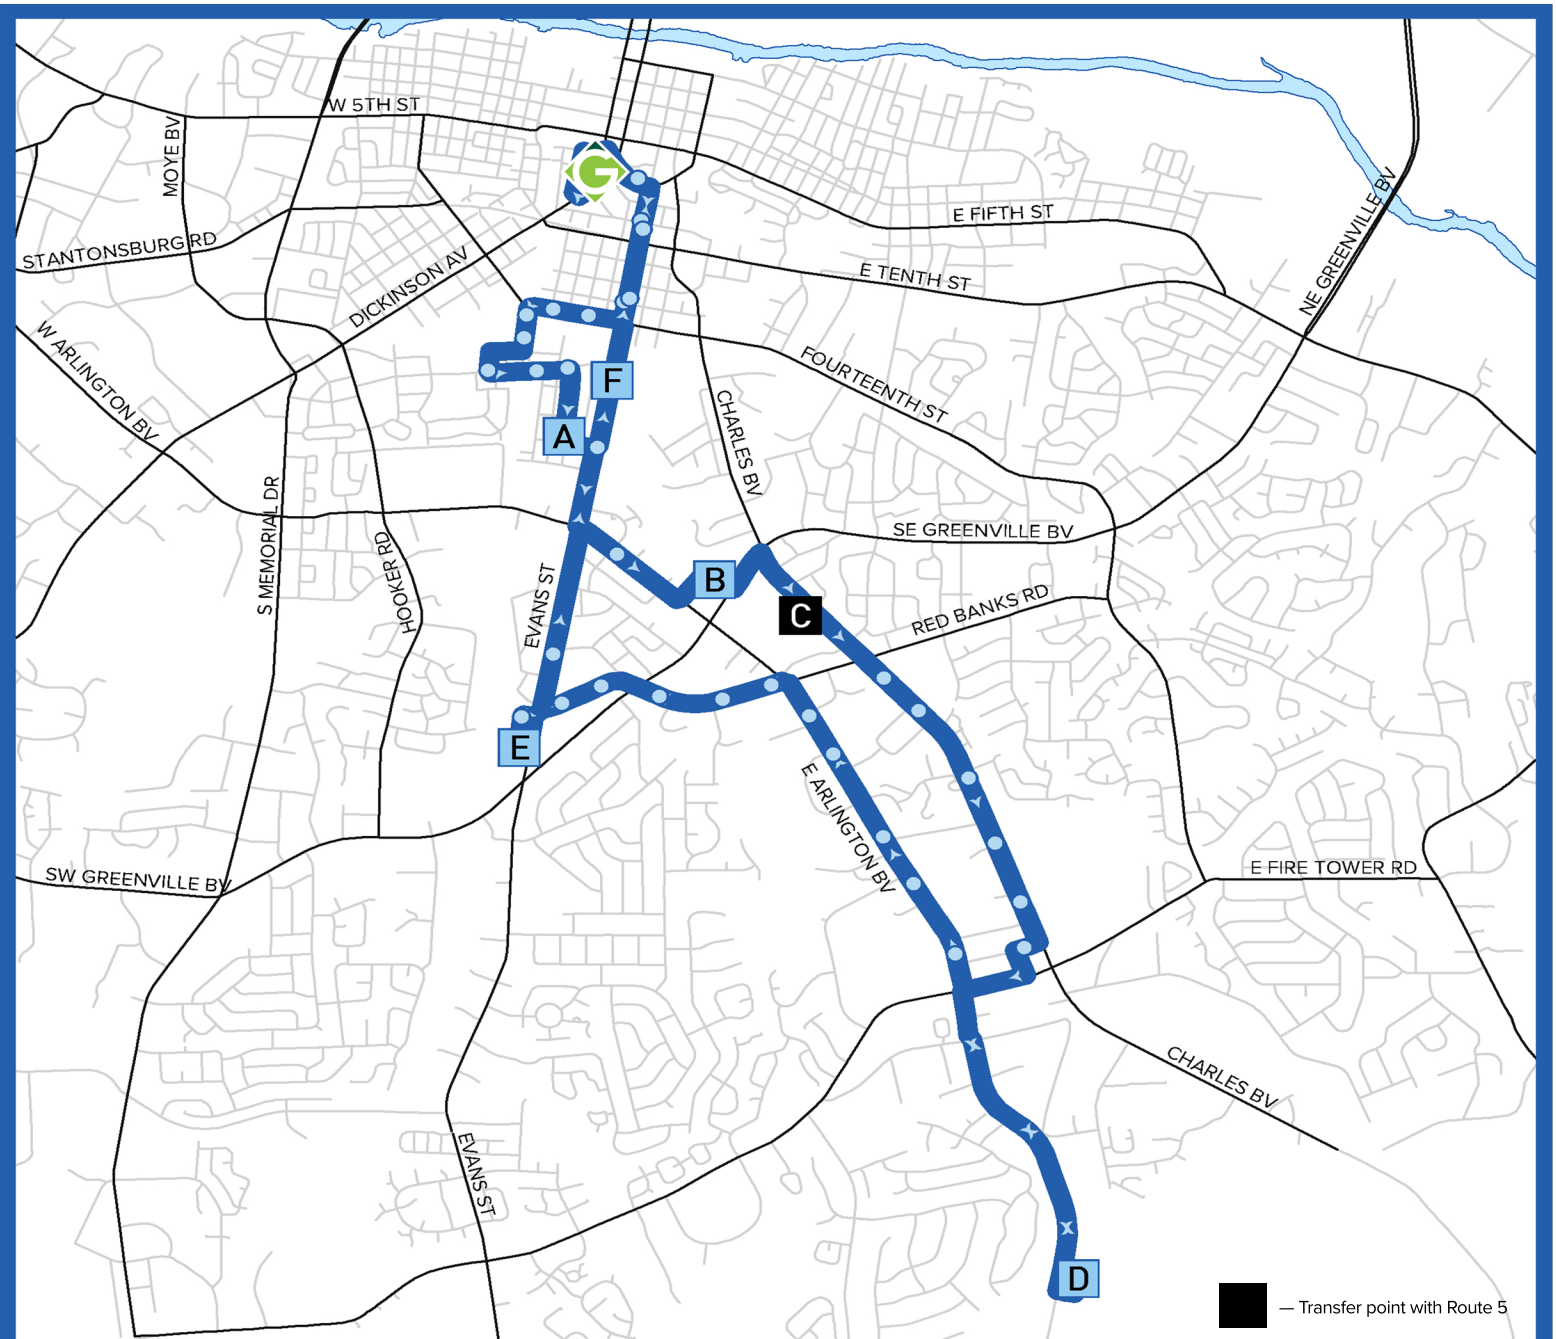 W 5TH ST
MOYE BV
G
E FIFTH ST
NE GREENVILLE BV
STANTONSBURG RD
DICKINSON AV
E TENTH ST
W ARLINGTON BV
FOURTEENTH ST
F
A
CHARLES BV
S MEMORIAL DR
HOOKER RD
SE GREENVILLE BV
EVANS ST
B
C
RED BANKS RD
E
E ARLINGTON BV
SW GREENVILLE BV
E FIRE TOWER RD
CHARLES BV
EVANS ST
D
— Transfer point with Route 5